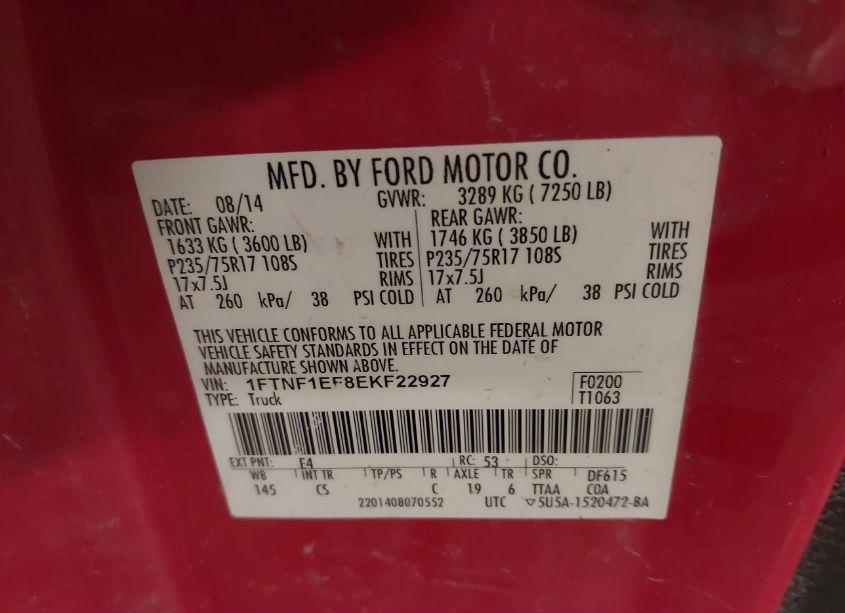 MFD. BY FORD MOTOR CO.
DATE: 08/14 GVWR: 3289 KG ( 7250 LB)
FRONT GAWR: REAR GAWR:
1633 KG ( 3600 LB) WITH 1746 KG ( 3850 LB) WITH
P235/75R17 108S TIRES P235/75R17 108S TIRES
17x7.5J RIMS 17x7.5J RIMS
AT 260 kPa/ 38 PSI COLD AT 260 kPa/ 38 PSI COLD
THIS VEHICLE CONFORMS TO ALL APPLICABLE FEDERAL MOTOR
VEHICLE SAFETY STANDARDS IN EFFECT ON THE DATE OF
MANUFACTURE SHOWN ABOVE.
VIN: 1FTNF1EF8EKF22927 F0200
TYPE: Truck T1063
EXT PNT: E4 RC: 53 DSO:
WB INT TR TP/PS R AXLE TR SPR DF615
145 CS C 19 6 TTAA COA
2201408070552 UTC ▽5U5A-1520472-BA